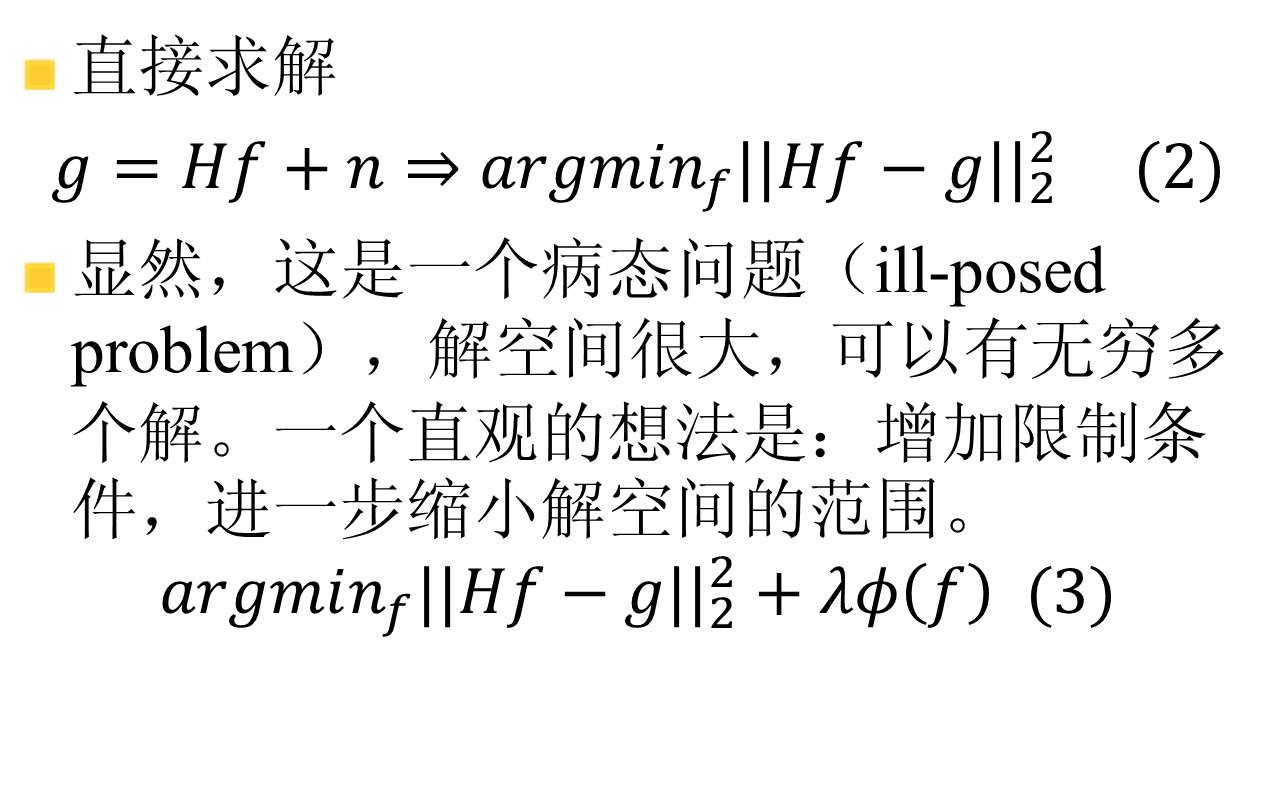 直接求解
g = Hf + n ⇒ argmin_f ||Hf − g||_2^2 (2)
显然，这是一个病态问题（ill-posed
problem），解空间很大，可以有无穷多
个解。一个直观的想法是：增加限制条
件，进一步缩小解空间的范围。
argmin_f ||Hf − g||_2^2 + λϕ(f) (3)